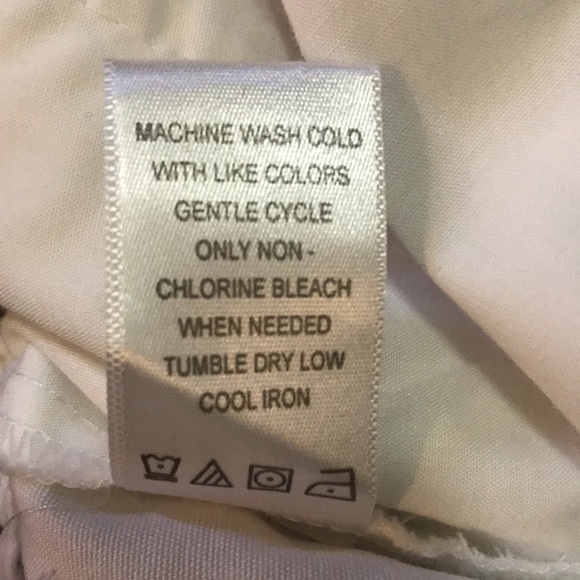 MACHINE WASH COLD
WITH LIKE COLORS
GENTLE CYCLE
ONLY NON -
CHLORINE BLEACH
WHEN NEEDED
TUMBLE DRY LOW
COOL IRON